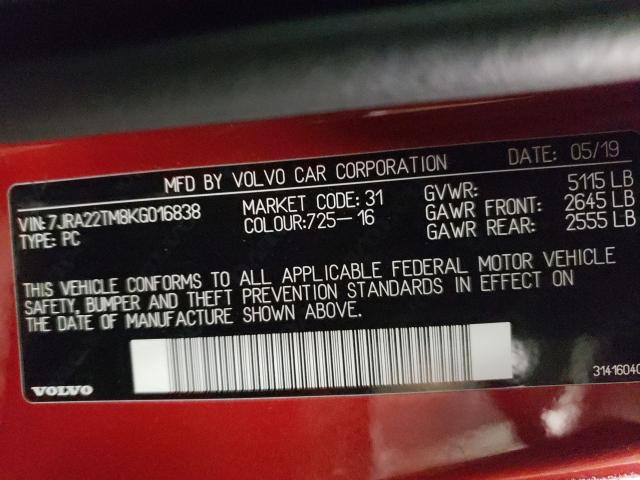 MFD BY VOLVO CAR CORPORATION DATE: 05/19
VIN:7JRA22TM8KG016838 MARKET CODE: 31 GVWR: 5115 LB
TYPE: PC COLOUR:725-16 GAWR FRONT: 2645 LB
GAWR REAR: 2555 LB
THIS VEHICLE CONFORMS TO ALL APPLICABLE FEDERAL MOTOR VEHICLE
SAFETY, BUMPER AND THEFT PREVENTION STANDARDS IN EFFECT ON
THE DATE OF MANUFACTURE SHOWN ABOVE.
VOLVO 31416040